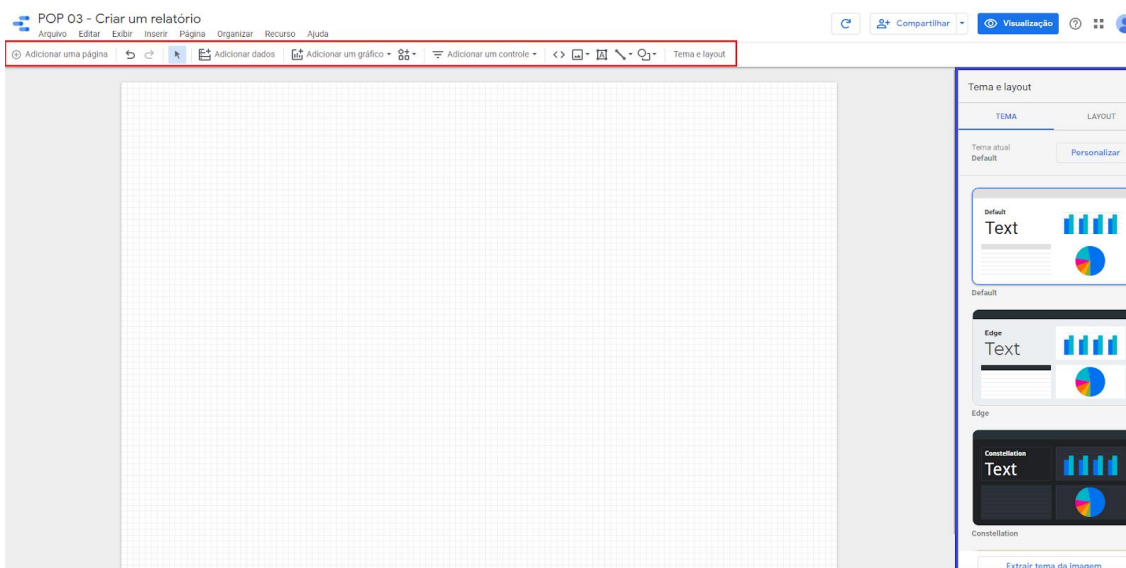 POP 03 - Criar um relatório
Arquivo Editar Exibir Inserir Página Organizar Recurso Ajuda
Compartilhar
Visualização
Adicionar uma página
Adicionar dados
Adicionar um gráfico
Adicionar um controle
Tema e layout
Tema e layout
TEMA
LAYOUT
Tema atual
Default
Personalizar
Default
Text
Default
Edge
Text
Edge
Constellation
Text
Constellation
Extrair tema da imagem